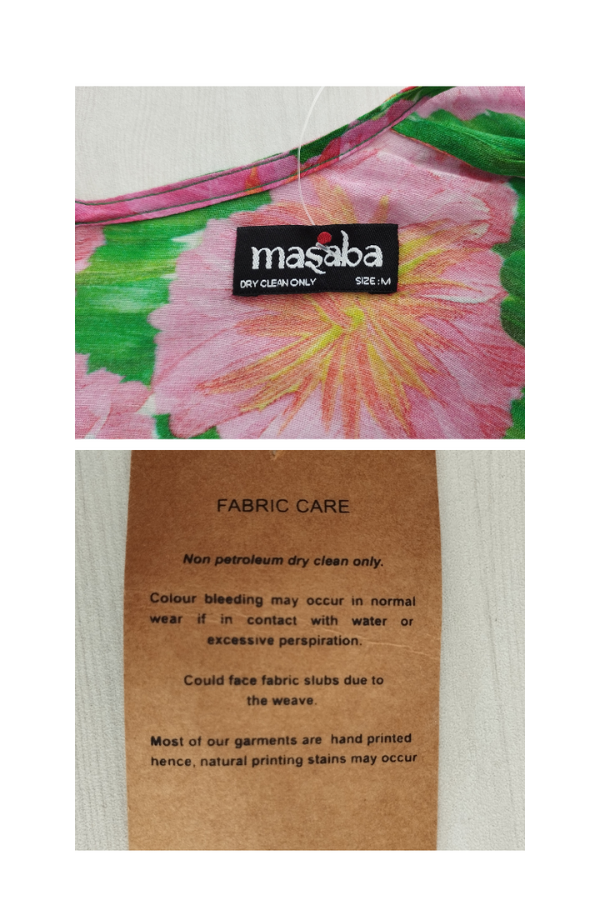 masaba
DRY CLEAN ONLY SIZE : M
FABRIC CARE
Non petroleum dry clean only.
Colour bleeding may occur in normal
wear if in contact with water or
excessive perspiration.
Could face fabric slubs due to
the weave.
Most of our garments are hand printed
hence, natural printing stains may occur